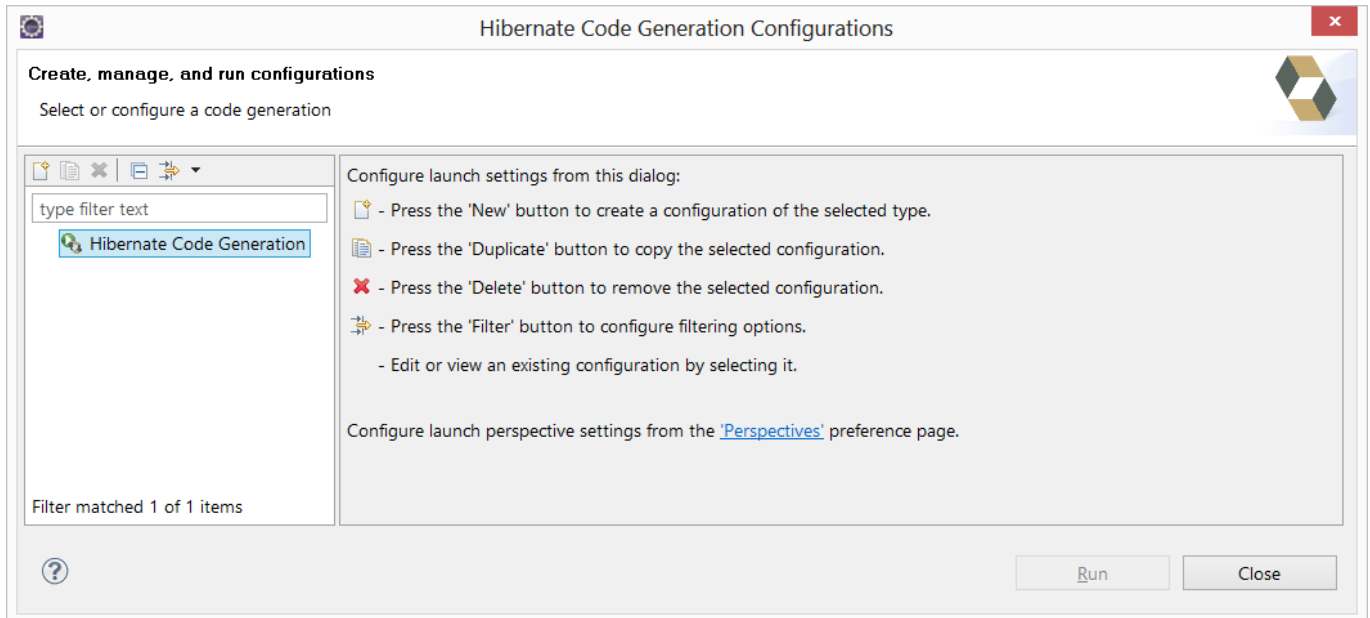 Hibernate Code Generation Configurations
Create, manage, and run configurations
Select or configure a code generation
type filter text
Hibernate Code Generation
Filter matched 1 of 1 items
Configure launch settings from this dialog:
- Press the 'New' button to create a configuration of the selected type.
- Press the 'Duplicate' button to copy the selected configuration.
- Press the 'Delete' button to remove the selected configuration.
- Press the 'Filter' button to configure filtering options.
- Edit or view an existing configuration by selecting it.
Configure launch perspective settings from the 'Perspectives' preference page.
Run
Close